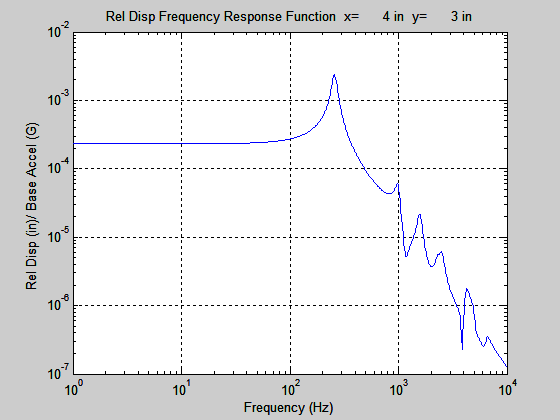 Rel Disp Frequency Response Function x= 4 in y= 3 in
Rel Disp (in)/ Base Accel (G)
10^-2
10^-3
10^-4
10^-5
10^-6
10^-7
10^0 10^1 10^2 10^3 10^4
Frequency (Hz)